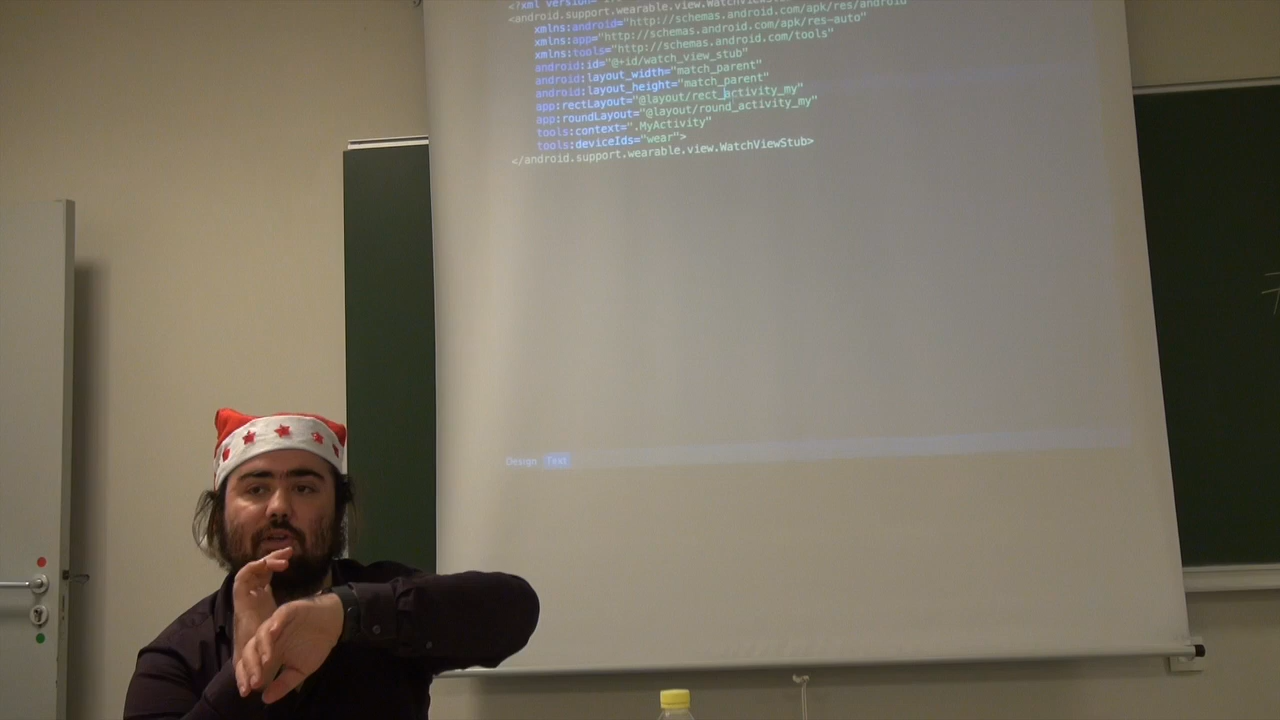 <?xml version=
<android.support.wearable.view.WatchViewStub
xmlns:android="http://schemas.android.com/apk/res/android"
xmlns:app="http://schemas.android.com/apk/res-auto"
xmlns:tools="http://schemas.android.com/tools"
android:id="@+id/watch_view_stub"
android:layout_width="match_parent"
android:layout_height="match_parent"
app:rectLayout="@layout/rect_activity_my"
app:roundLayout="@layout/round_activity_my"
tools:context=".MyActivity"
tools:deviceIds="wear">
</android.support.wearable.view.WatchViewStub>
Design Text